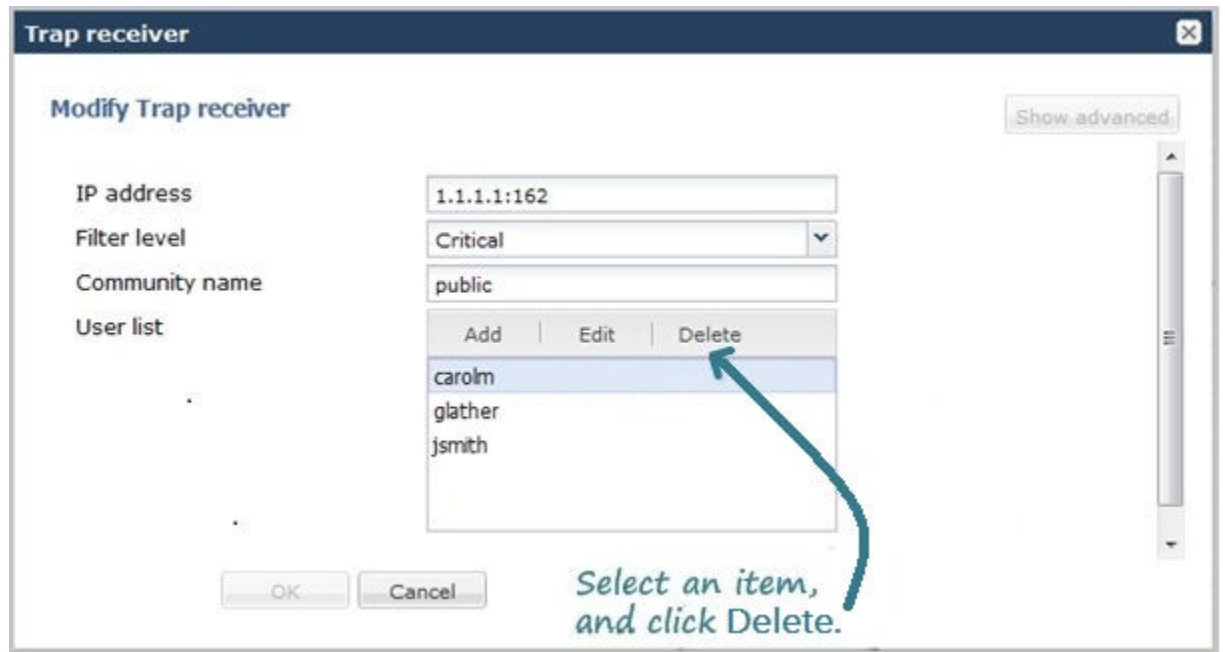 Trap receiver
Modify Trap receiver
Show advanced
IP address
1.1.1.1:162
Filter level
Critical
Community name
public
User list
Add Edit Delete
carolm
glather
jsmith
OK Cancel
Select an item,
and click Delete.